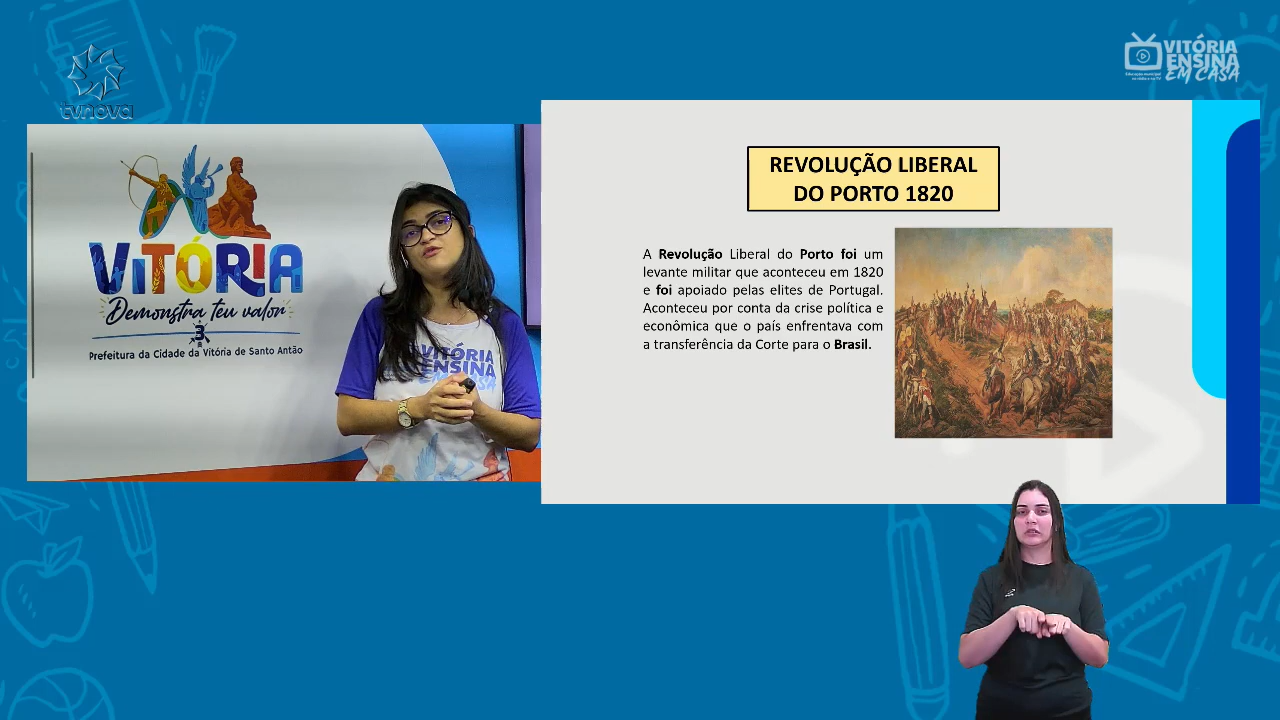 tvnova
VITÓRIA
ENSINA
EM CASA
VITÓRIA
Demonstra teu valor
Prefeitura da Cidade da Vitória de Santo Antão
VITÓRIA
ENSINA
EM CASA
REVOLUÇÃO LIBERAL
DO PORTO 1820
A Revolução Liberal do Porto foi um
levante militar que aconteceu em 1820
e foi apoiado pelas elites de Portugal.
Aconteceu por conta da crise política e
econômica que o país enfrentava com
a transferência da Corte para o Brasil.